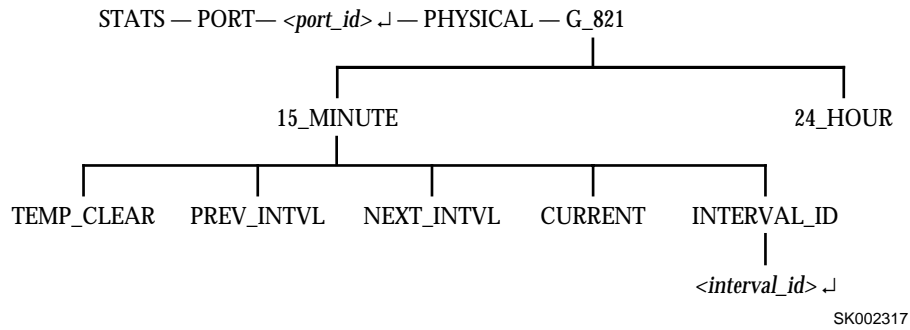 STATS — PORT— <port_id> ↵ — PHYSICAL — G_821
15_MINUTE 24_HOUR
TEMP_CLEAR PREV_INTVL NEXT_INTVL CURRENT INTERVAL_ID
<interval_id> ↵
SK002317